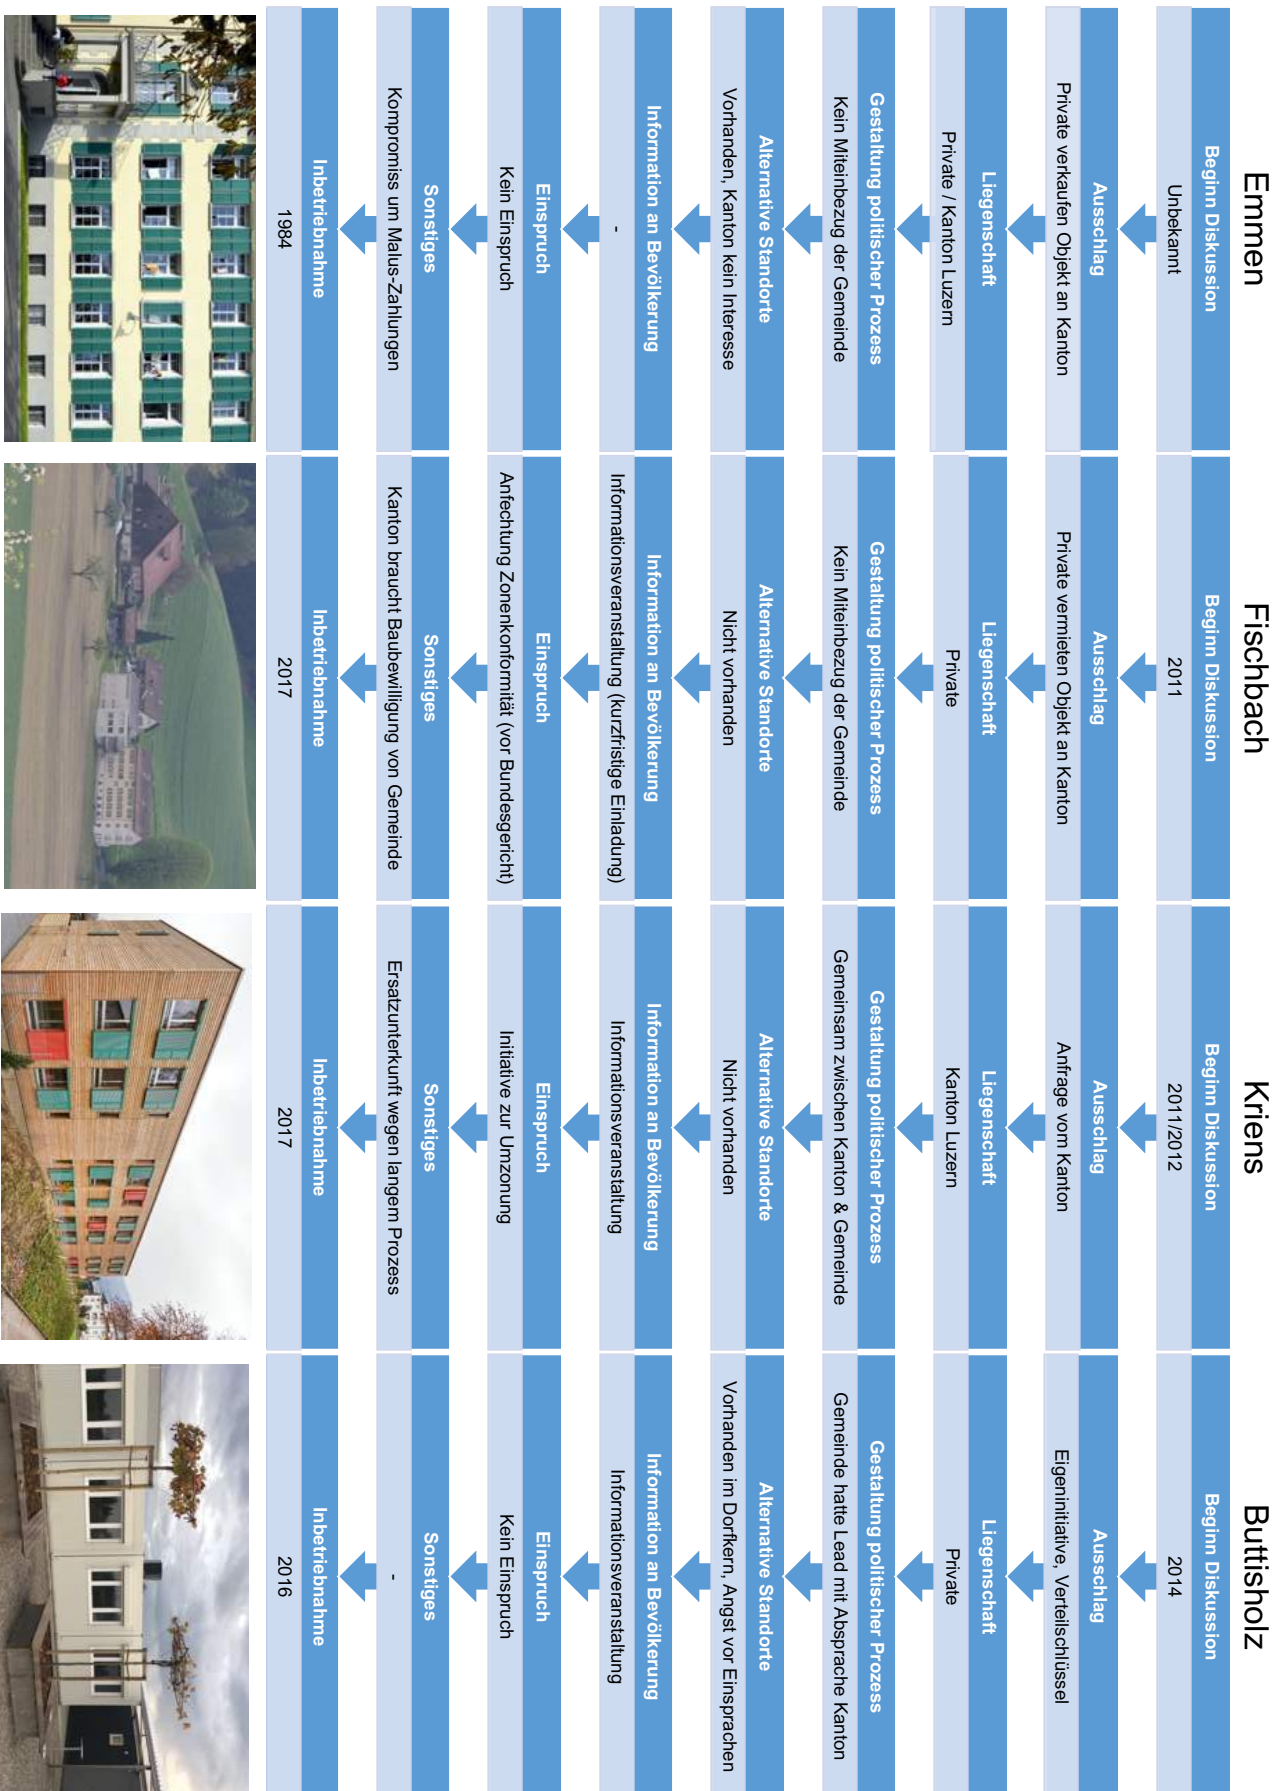 Emmen
Beginn Diskussion
Unbekannt
Ausschlag
Private verkaufen Objekt an Kanton
Liegenschaft
Private / Kanton Luzern
Gestaltung politischer Prozess
Kein Miteinbezug der Gemeinde
Alternative Standorte
Vorhanden, Kanton kein Interesse
Information an Bevölkerung
-
Einspruch
Kein Einspruch
Sonstiges
Kompromiss um Malus-Zahlungen
Inbetriebnahme
1984
Fischbach
Beginn Diskussion
2011
Ausschlag
Private vermieten Objekt an Kanton
Liegenschaft
Private
Gestaltung politischer Prozess
Kein Miteinbezug der Gemeinde
Alternative Standorte
Nicht vorhanden
Information an Bevölkerung
Informationsveranstaltung (kurzfristige Einladung)
Einspruch
Anfechtung Zonenkonformität (vor Bundesgericht)
Sonstiges
Kanton braucht Baubewilligung von Gemeinde
Inbetriebnahme
2017
Kriens
Beginn Diskussion
2011/2012
Ausschlag
Anfrage vom Kanton
Liegenschaft
Kanton Luzern
Gestaltung politischer Prozess
Gemeinsam zwischen Kanton & Gemeinde
Alternative Standorte
Nicht vorhanden
Information an Bevölkerung
Informationsveranstaltung
Einspruch
Initiative zur Umzonung
Sonstiges
Ersatzunterkunft wegen langem Prozess
Inbetriebnahme
2017
Buttisholz
Beginn Diskussion
2014
Ausschlag
Eigeninitiative, Verteilschlüssel
Liegenschaft
Private
Gestaltung politischer Prozess
Gemeinde hatte Lead mit Absprache Kanton
Alternative Standorte
Vorhanden im Dorfkern, Angst vor Einsprachen
Information an Bevölkerung
Informationsveranstaltung
Einspruch
Kein Einspruch
Sonstiges
-
Inbetriebnahme
2016